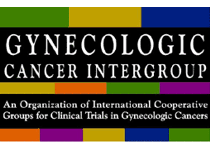 GYNECOLOGIC
CANCER INTERGROUP
An Organization of International Cooperative
Groups for Clinical Trials in Gynecologic Cancers